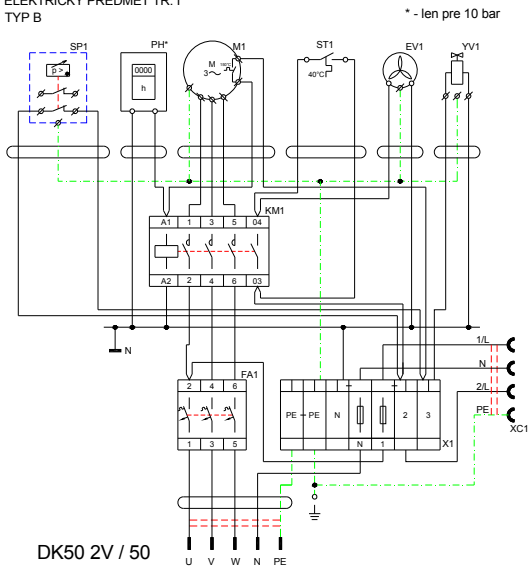 ELEKTRICKÝ PREDMET TR. I
TYP B
* - len pre 10 bar
SP1
PH*
M1
ST1
EV1
YV1
p >
0000
h
M
3
150°C
40°C
KM1
A1 1 3 5 04
A2 2 4 6 03
N
1/L
N
2/L
PE
XC1
FA1
2 4 6
1 3 5
PE PE N 2 3
N 1
X1
DK50 2V / 50
U V W N PE